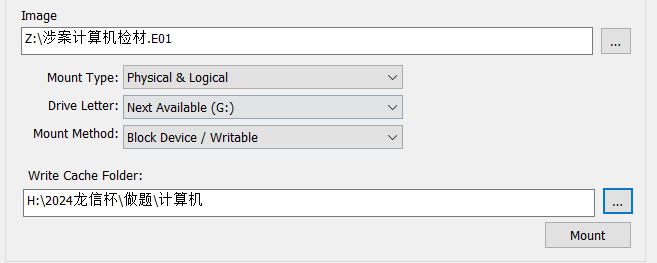 Image
Z:\涉案计算机检材.E01
...
Mount Type: Physical & Logical
Drive Letter: Next Available (G:)
Mount Method: Block Device / Writable
Write Cache Folder:
H:\2024龙信杯\做题\计算机
...
Mount